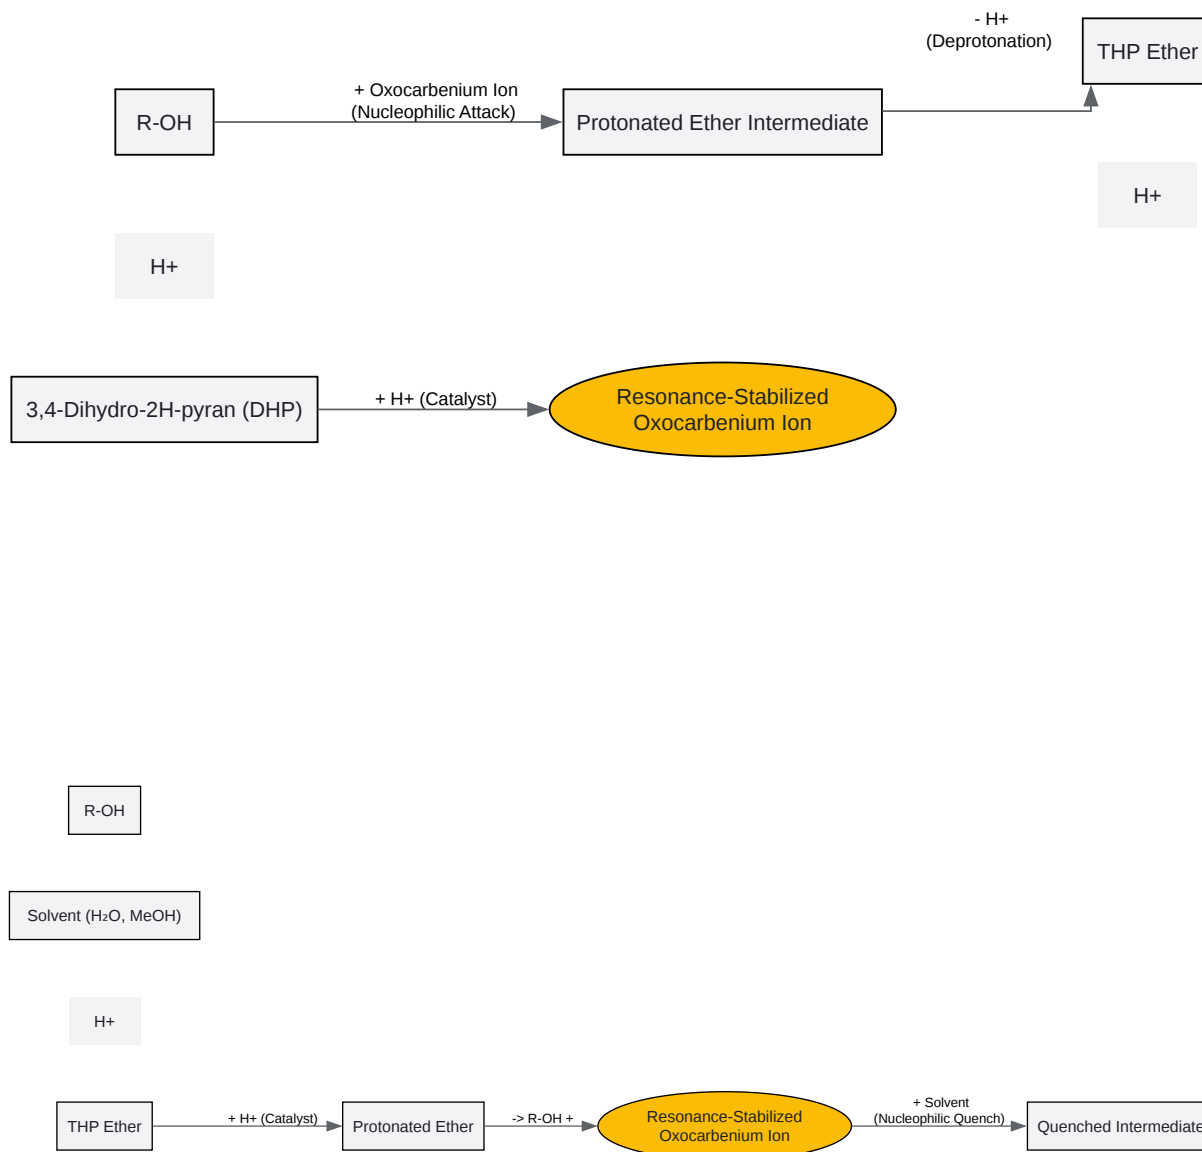 - H+
(Deprotonation)
THP Ether
+ Oxocarbenium Ion
(Nucleophilic Attack)
R-OH
Protonated Ether Intermediate
H+
H+
3,4-Dihydro-2H-pyran (DHP)
+ H+ (Catalyst)
Resonance-Stabilized
Oxocarbenium Ion
R-OH
Solvent (H₂O, MeOH)
H+
THP Ether
+ H+ (Catalyst)
Protonated Ether
-> R-OH +
Resonance-Stabilized
Oxocarbenium Ion
+ Solvent
(Nucleophilic Quench)
Quenched Intermediate